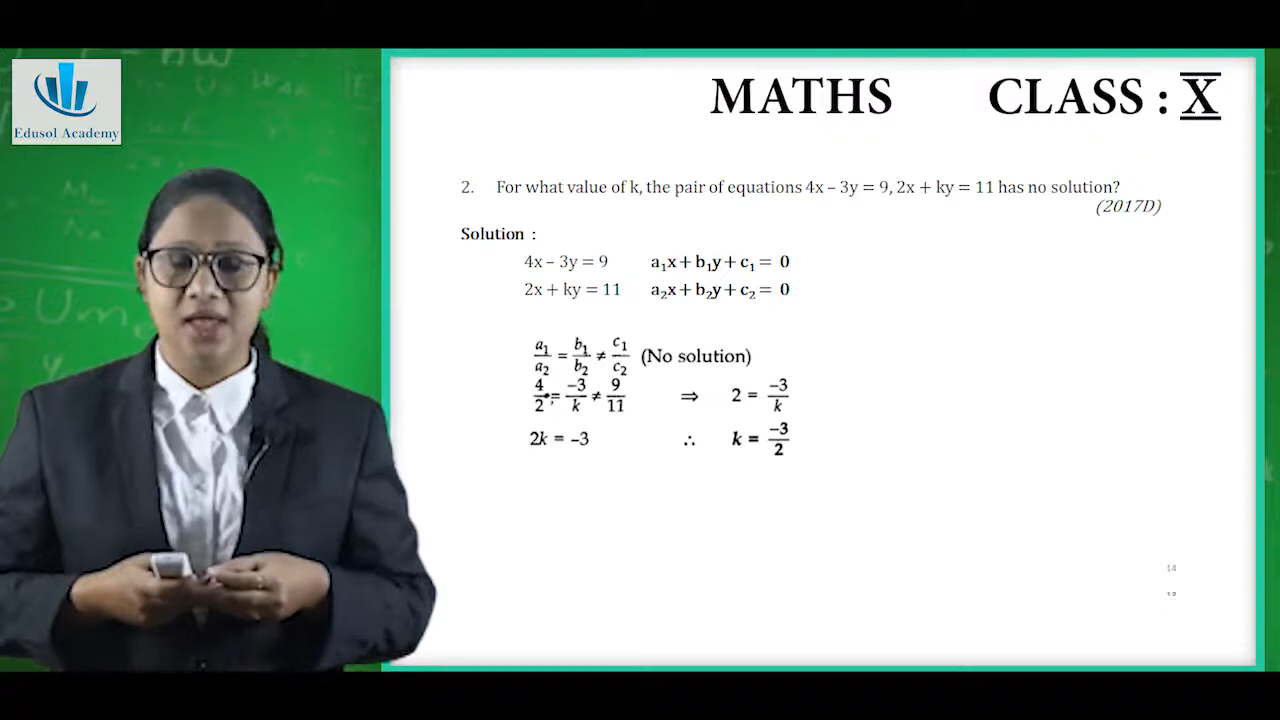 Edusol Academy
MATHS CLASS : X
2. For what value of k, the pair of equations 4x – 3y = 9, 2x + ky = 11 has no solution?
(2017D)
Solution :
4x – 3y = 9 a₁x + b₁y + c₁ = 0
2x + ky = 11 a₂x + b₂y + c₂ = 0
a₁/a₂ = b₁/b₂ ≠ c₁/c₂ (No solution)
4/2 = −3/k ≠ 9/11 ⇒ 2 = −3/k
2k = –3 ∴ k = −3/2
14